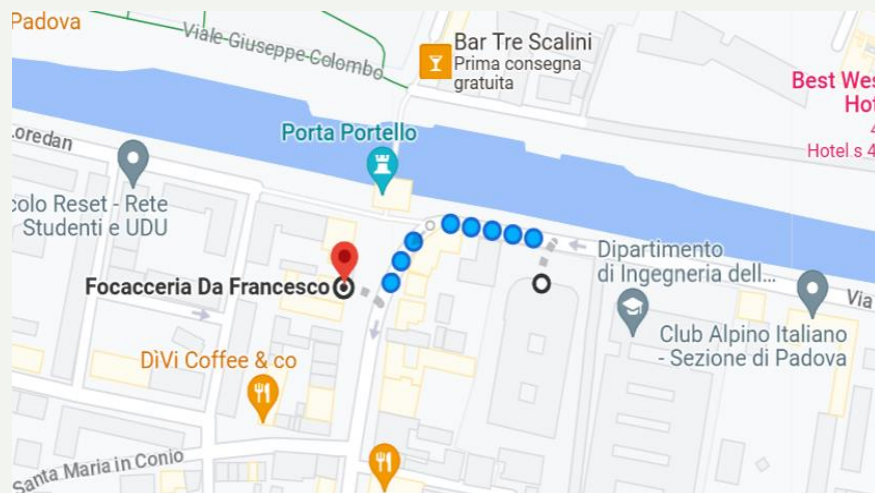 Padova
Viale Giuseppe Colombo
Bar Tre Scalini
Prima consegna
gratuita
Best Wes
Hot
4
Hotel s 4
Porta Portello
Loredan
colo Reset - Rete
Studenti e UDU
Dipartimento
di Ingegneria dell...
Focacceria Da Francesco
Via
Club Alpino Italiano
- Sezione di Padova
DiVi Coffee & co
Santa Maria in Conio